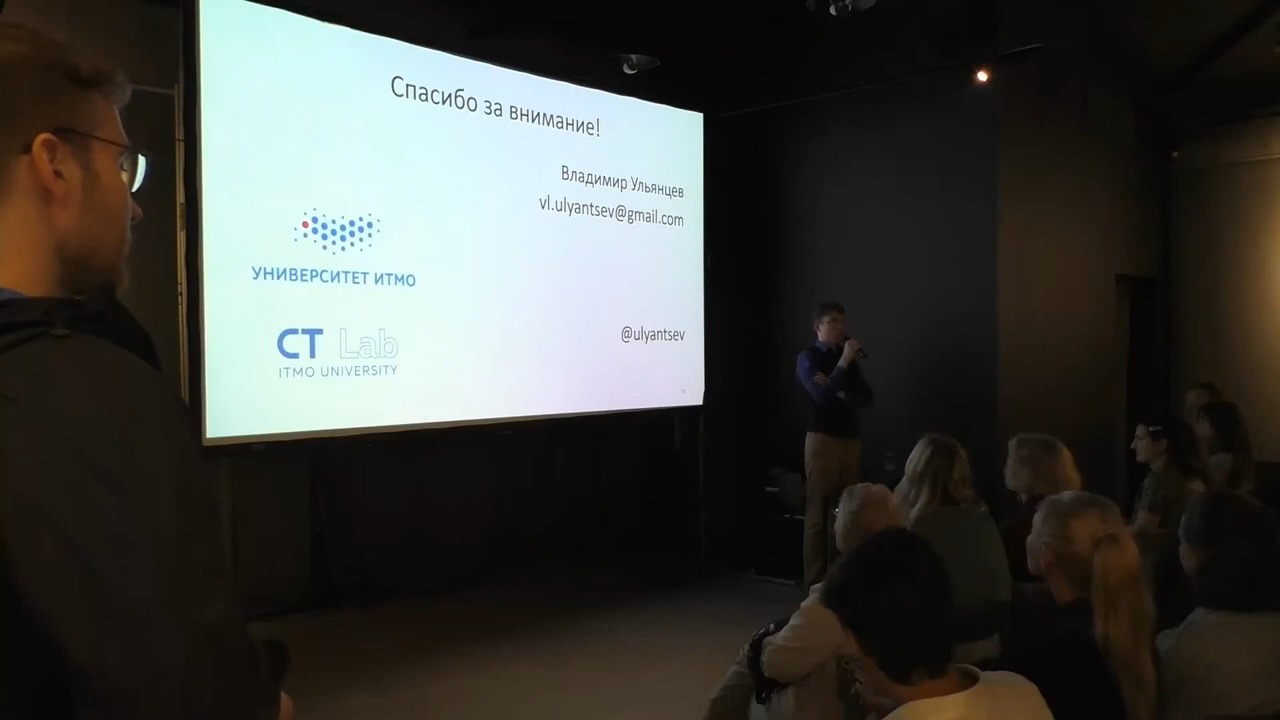 Спасибо за внимание!
Владимир Ульянцев
vl.ulyantsev@gmail.com
УНИВЕРСИТЕТ ИТМО
@ulyantsev
CT Lab
ITMO UNIVERSITY